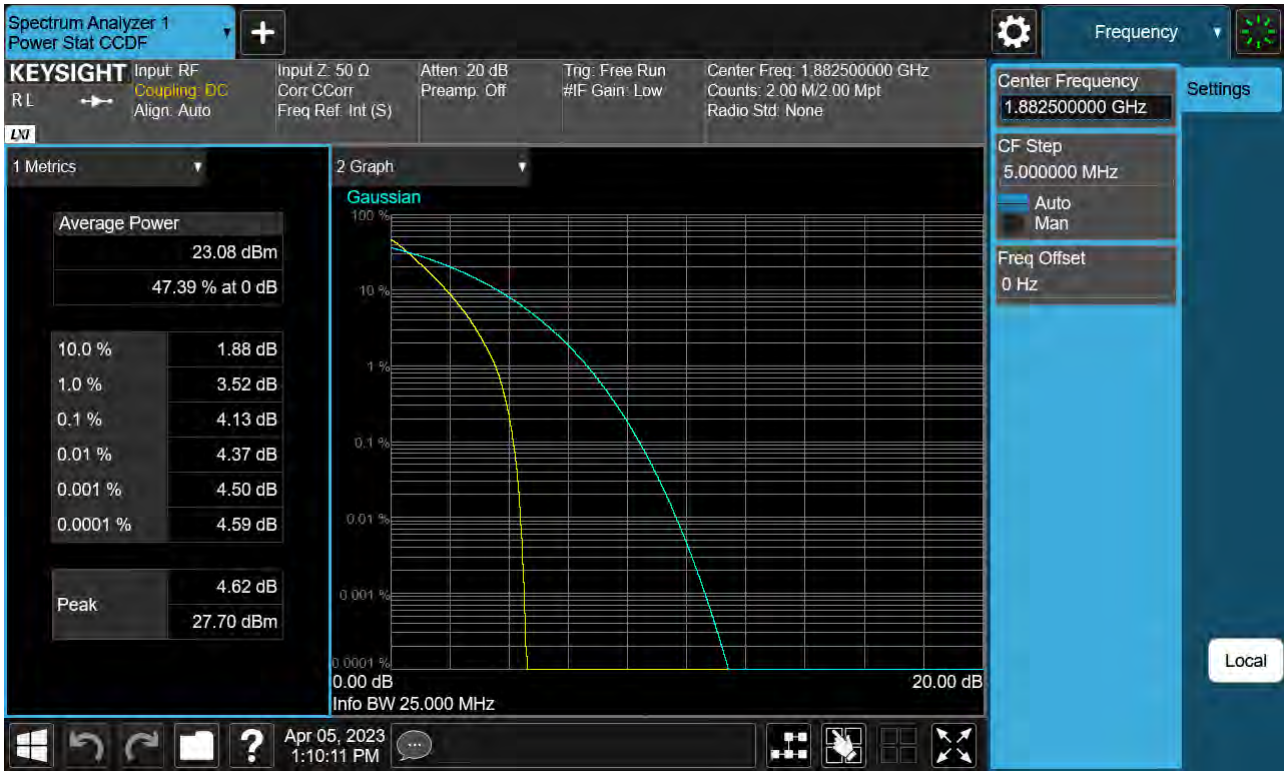 Spectrum Analyzer 1
Power Stat CCDF
+
Frequency
KEYSIGHT
RL
LXI
Input: RF
Coupling: DC
Align: Auto
Input Z: 50 Ω
Corr CCorr
Freq Ref: Int (S)
Atten: 20 dB
Preamp: Off
Trig: Free Run
#IF Gain: Low
Center Freq: 1.882500000 GHz
Counts: 2.00 M/2.00 Mpt
Radio Std: None
Center Frequency
1.882500000 GHz
Settings
CF Step
5.000000 MHz
Auto
Man
Freq Offset
0 Hz
1 Metrics
Average Power
23.08 dBm
47.39 % at 0 dB
10.0 % 1.88 dB
1.0 % 3.52 dB
0.1 % 4.13 dB
0.01 % 4.37 dB
0.001 % 4.50 dB
0.0001 % 4.59 dB
Peak 4.62 dB
27.70 dBm
2 Graph
Gaussian
100 %
10 %
1 %
0.1 %
0.01 %
0.001 %
0.0001 %
0.00 dB 20.00 dB
Info BW 25.000 MHz
Local
?
Apr 05, 2023
1:10:11 PM